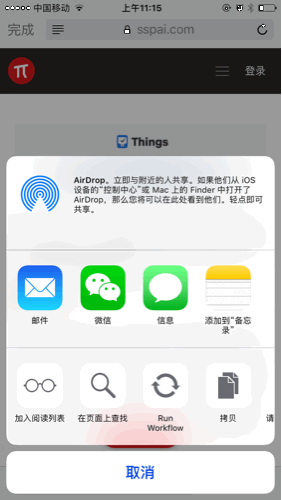 中国移动 上午11:15
完成 sspai.com
π 登录
Things
AirDrop。立即与附近的人共享。如果他们从 iOS
设备的“控制中心”或 Mac 上的 Finder 中打开了
AirDrop，那么您将可以在此处看到他们。轻点即可
共享。
邮件 微信 信息 添加到“备忘
录”
加入阅读列表 在页面上查找 Run 拷贝 请
Workflow
取消